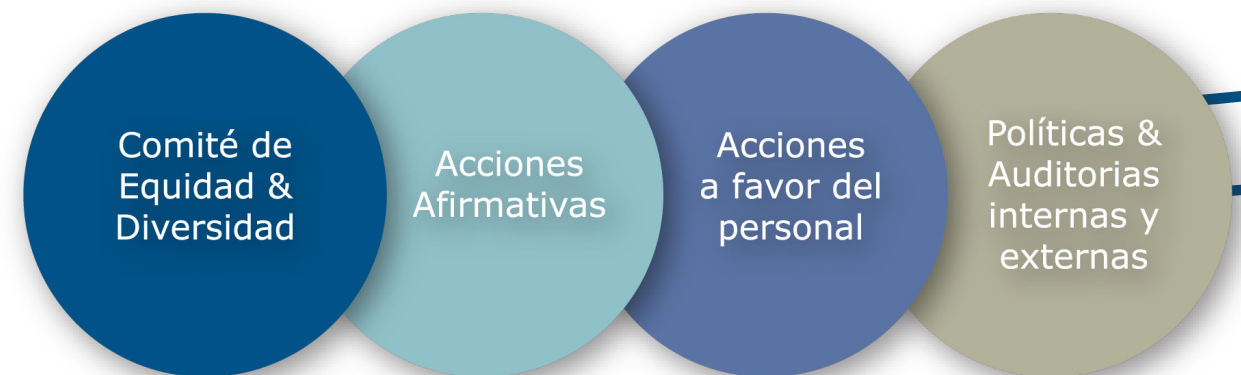 Comité de
Equidad &
Diversidad
Acciones
Afirmativas
Acciones
a favor del
personal
Políticas &
Auditorias
internas y
externas